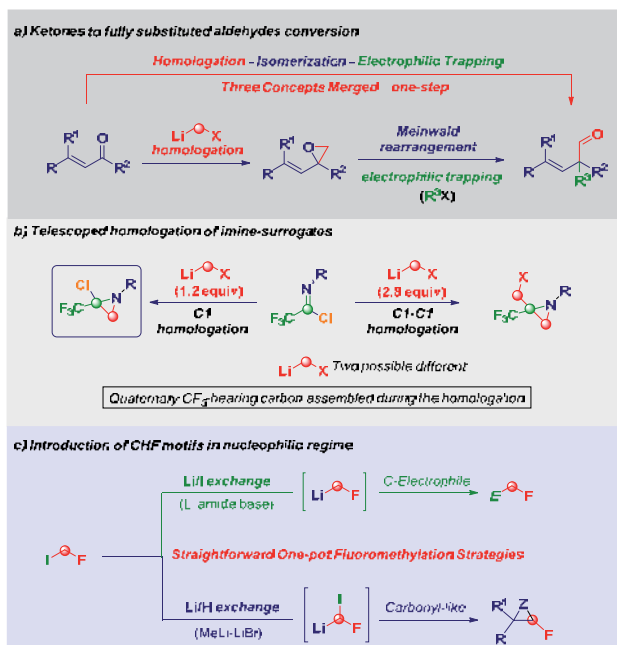 a) Ketones to fully substituted aldehydes conversion
Homologation - Isomerization - Electrophilic Trapping
Three Concepts Merged one-step
R¹ O
R R²
Li X
homologation
R¹ O
R R²
Meinwald
rearrangement
electrophilic trapping
(R³X)
R¹ O
R R²
R³
b) Telescoped homologation of imine-surrogates
Cl R
N
F₃C
Li X
(1.2 equiv)
C1
homologation
R
N
F₃C Cl
Li X
(2.8 equiv)
C1-C1
homologation
X R
N
F₃C
Li X Two possible different
Quaternary CF₃-bearing carbon assembled during the homologation
c) Introduction of CHF motifs in nucleophilic regime
Li/I exchange
(L amide base)
Li F
C-Electrophile
E F
I F
Straightforward One-pot Fluoromethylation Strategies
Li/H exchange
(MeLi-LiBr)
I
Li F
Carbonyl-like
R¹ Z
R F